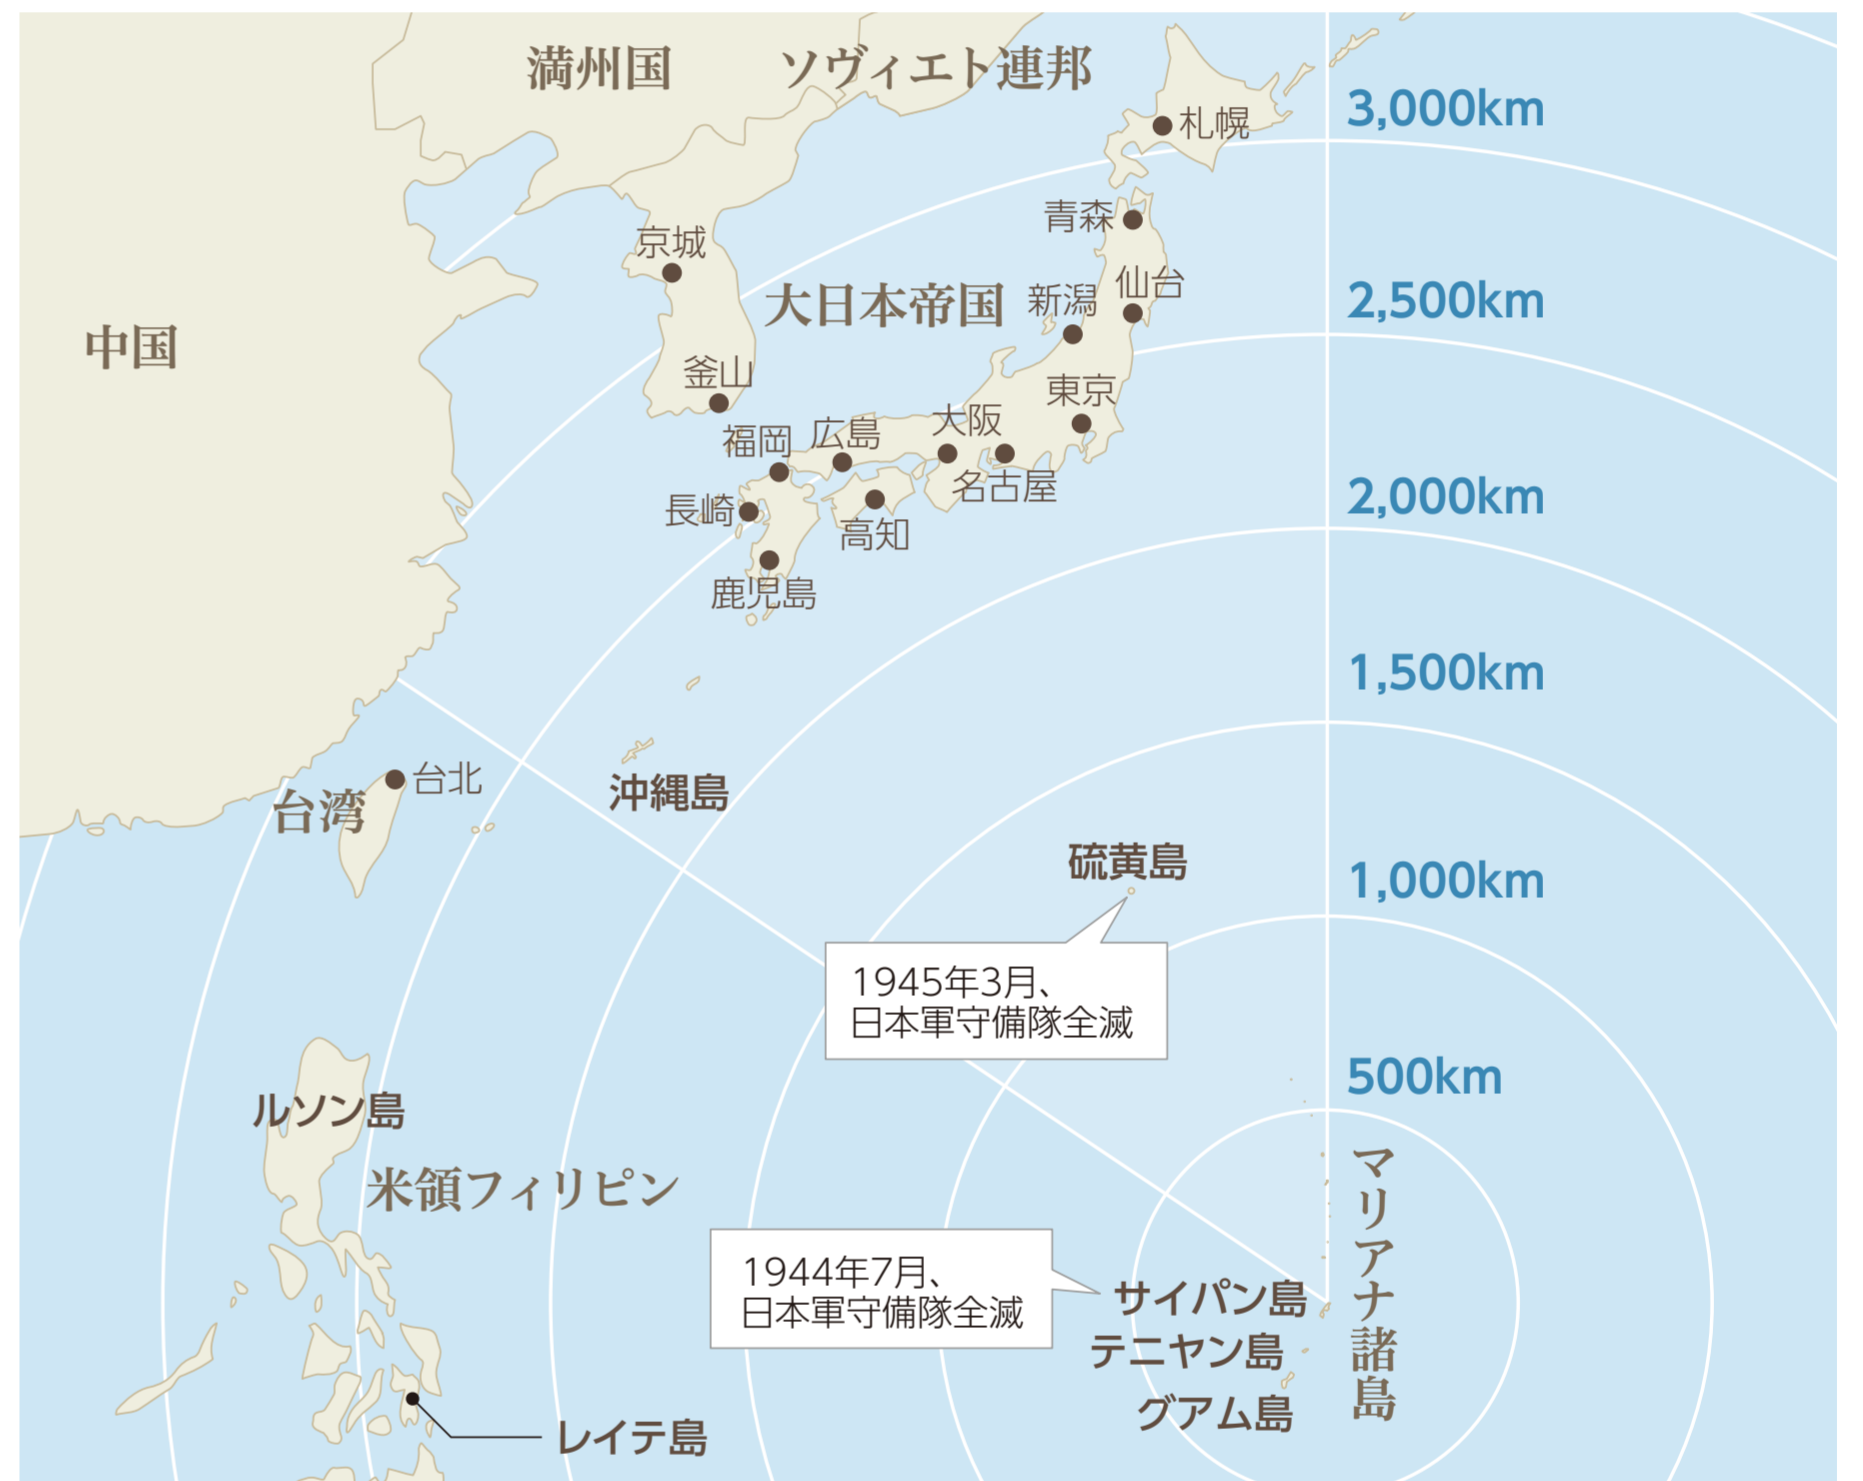 満州国
ソヴィエト連邦
3,000km
札幌
青森
京城
仙台
新潟
大日本帝国
2,500km
中国
釜山
東京
大阪
広島
福岡
名古屋
2,000km
長崎
高知
鹿児島
1,500km
台北
沖縄島
台湾
硫黄島
1,000km
1945年3月、
日本軍守備隊全滅
500km
ルソン島
米領フィリピン
マリアナ諸島
1944年7月、
日本軍守備隊全滅
サイパン島
テニヤン島
グアム島
レイテ島